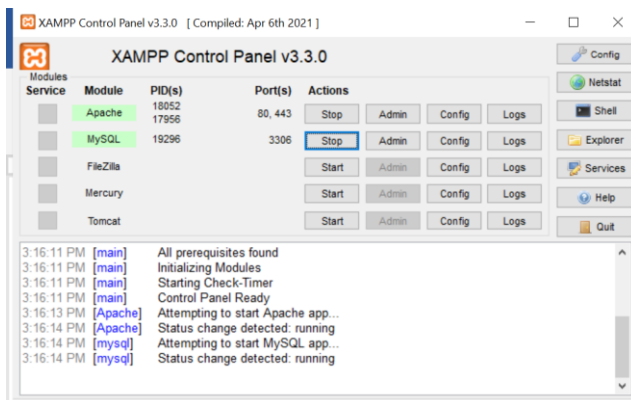 XAMPP Control Panel v3.3.0 [ Compiled: Apr 6th 2021 ]
XAMPP Control Panel v3.3.0
Config
Modules
Service Module PID(s) Port(s) Actions
Netstat
Apache 18052 17956 80, 443 Stop Admin Config Logs
Shell
MySQL 19296 3306 Stop Admin Config Logs
Explorer
FileZilla Start Admin Config Logs
Services
Mercury Start Admin Config Logs
Help
Tomcat Start Admin Config Logs
Quit
3:16:11 PM [main] All prerequisites found
3:16:11 PM [main] Initializing Modules
3:16:11 PM [main] Starting Check-Timer
3:16:11 PM [main] Control Panel Ready
3:16:13 PM [Apache] Attempting to start Apache app...
3:16:14 PM [Apache] Status change detected: running
3:16:14 PM [mysql] Attempting to start MySQL app...
3:16:14 PM [mysql] Status change detected: running